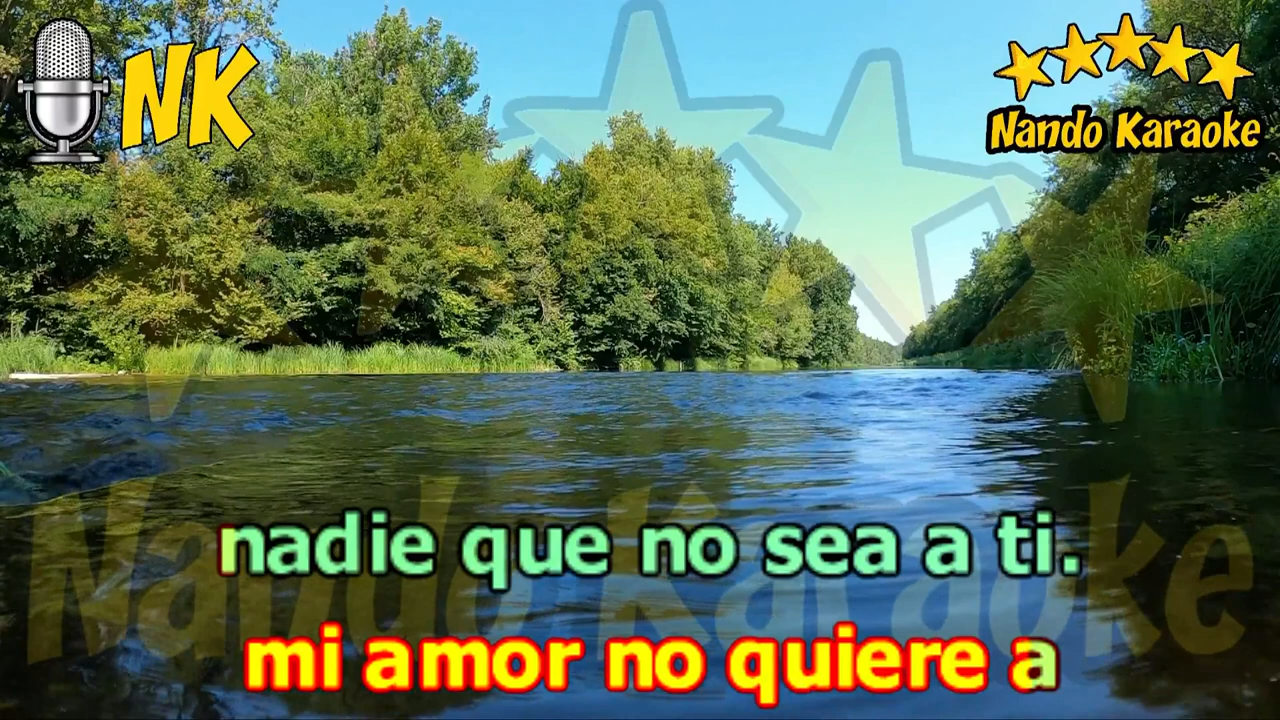 NK
Nando Karaoke
Nando Karaoke
nadie que no sea a ti.
mi amor no quiere a